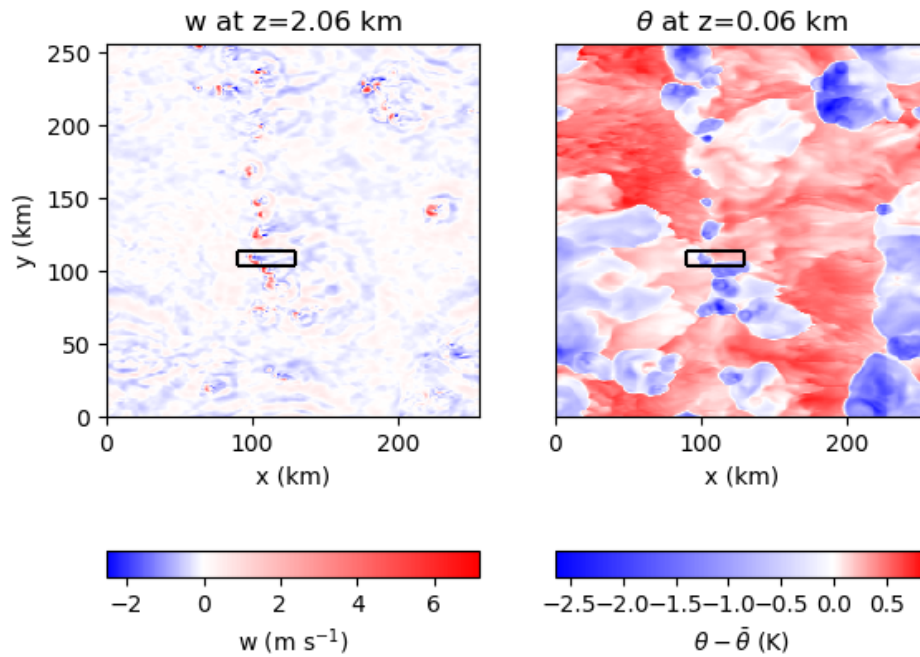 w at z=2.06 km
θ at z=0.06 km
250
200
150
100
50
0
y (km)
0 100 200
0 100 200
x (km)
x (km)
−2 0 2 4 6
−2.5−2.0−1.5−1.0−0.5 0.0 0.5
w (m s⁻¹)
θ − θ̄ (K)